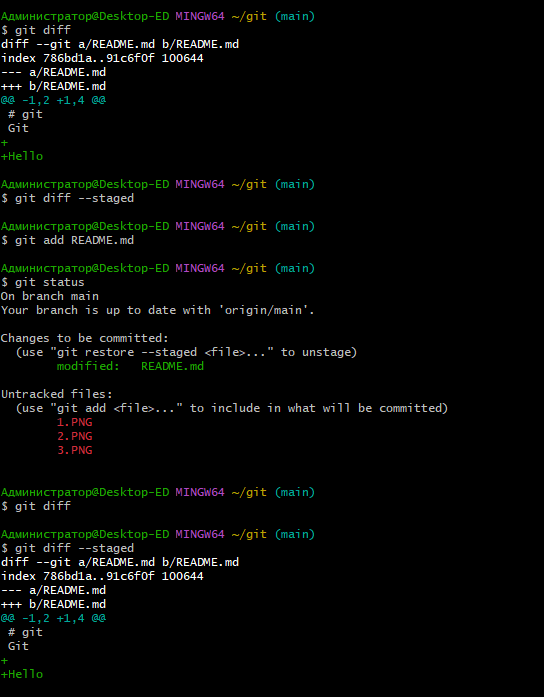 Администратор@Desktop-ED MINGW64 ~/git (main)
$ git diff
diff --git a/README.md b/README.md
index 786bd1a..91c6f0f 100644
--- a/README.md
+++ b/README.md
@@ -1,2 +1,4 @@
 # git
 Git
+
+Hello

Администратор@Desktop-ED MINGW64 ~/git (main)
$ git diff --staged

Администратор@Desktop-ED MINGW64 ~/git (main)
$ git add README.md

Администратор@Desktop-ED MINGW64 ~/git (main)
$ git status
On branch main
Your branch is up to date with 'origin/main'.

Changes to be committed:
  (use "git restore --staged <file>..." to unstage)
        modified:   README.md

Untracked files:
  (use "git add <file>..." to include in what will be committed)
        1.PNG
        2.PNG
        3.PNG


Администратор@Desktop-ED MINGW64 ~/git (main)
$ git diff

Администратор@Desktop-ED MINGW64 ~/git (main)
$ git diff --staged
diff --git a/README.md b/README.md
index 786bd1a..91c6f0f 100644
--- a/README.md
+++ b/README.md
@@ -1,2 +1,4 @@
 # git
 Git
+
+Hello